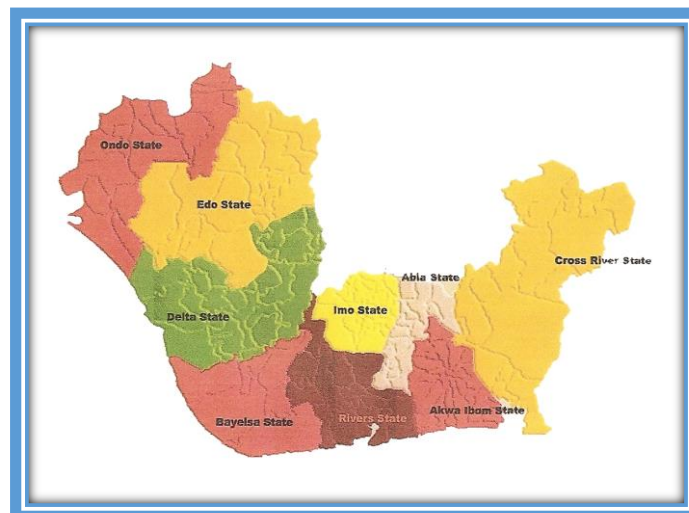 Ondo State
Edo State
Cross River State
Abia State
Delta State
Imo State
Bayelsa State
Rivers State
Akwa Ibom State